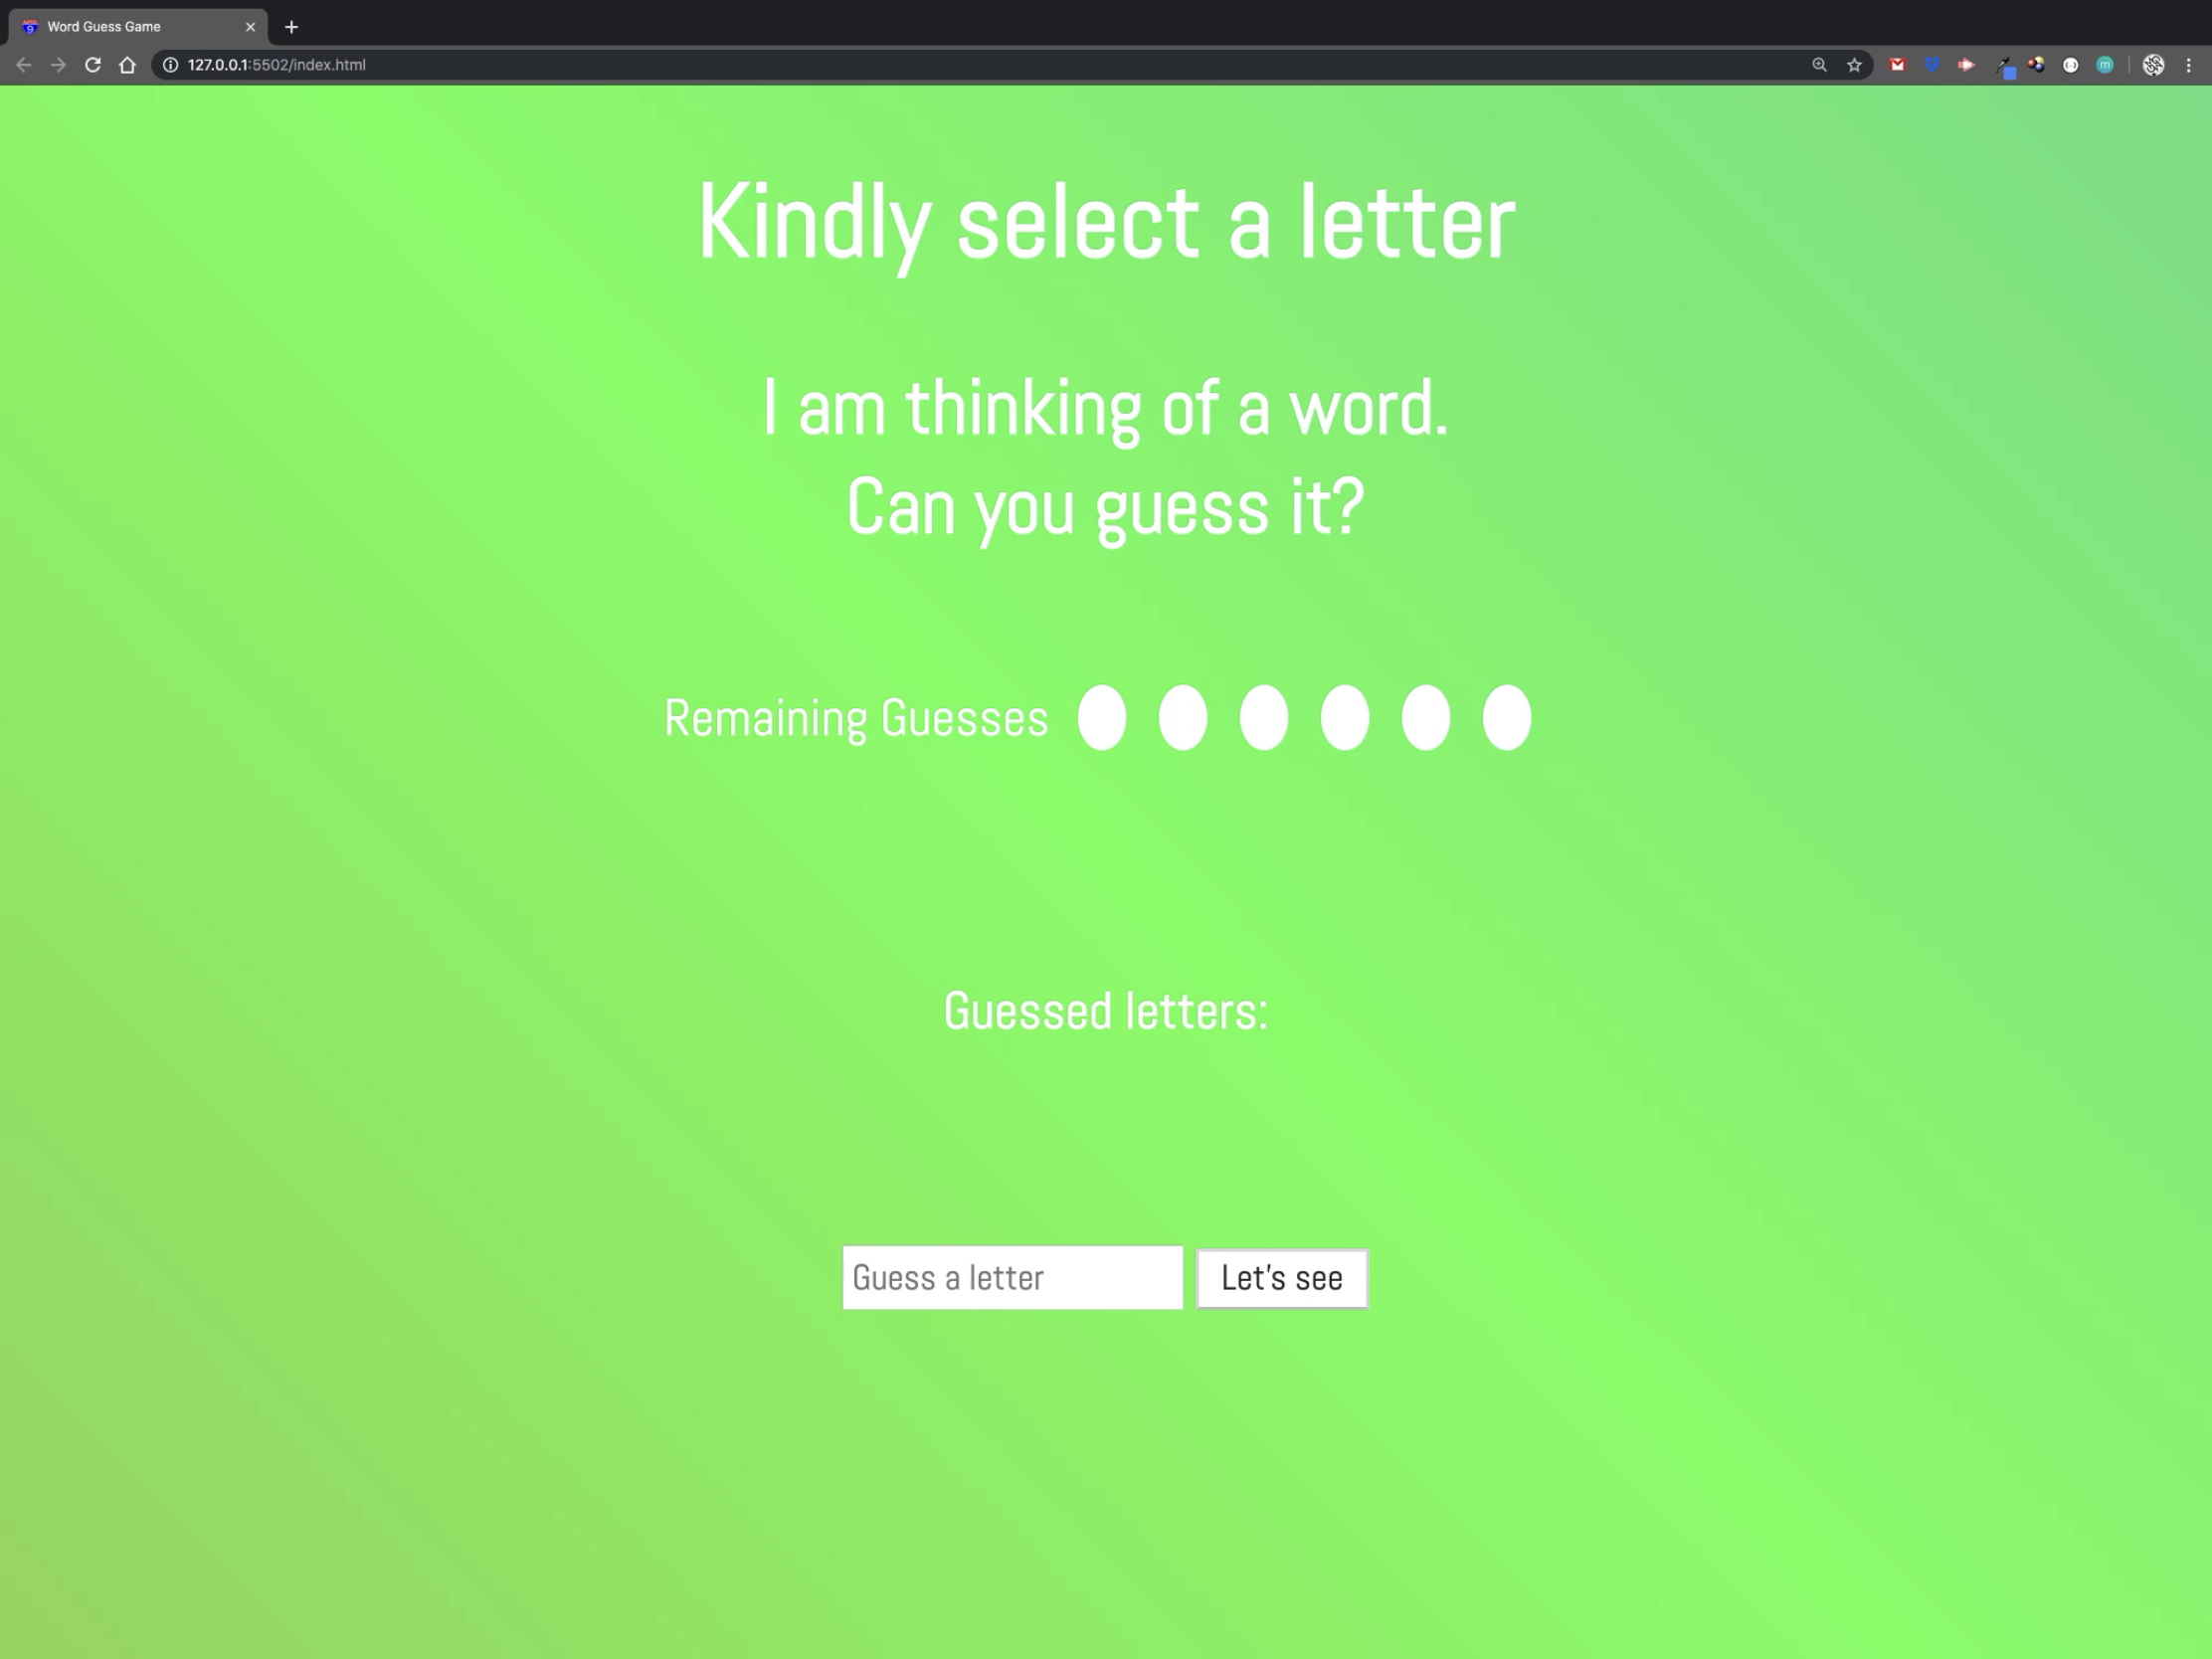 Word Guess Game
127.0.0.1:5502/index.html
Kindly select a letter
I am thinking of a word.
Can you guess it?
Remaining Guesses
Guessed letters:
Guess a letter
Let's see